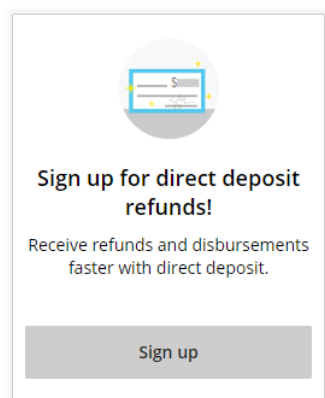 $
Sign up for direct deposit
refunds!
Receive refunds and disbursements
faster with direct deposit.
Sign up